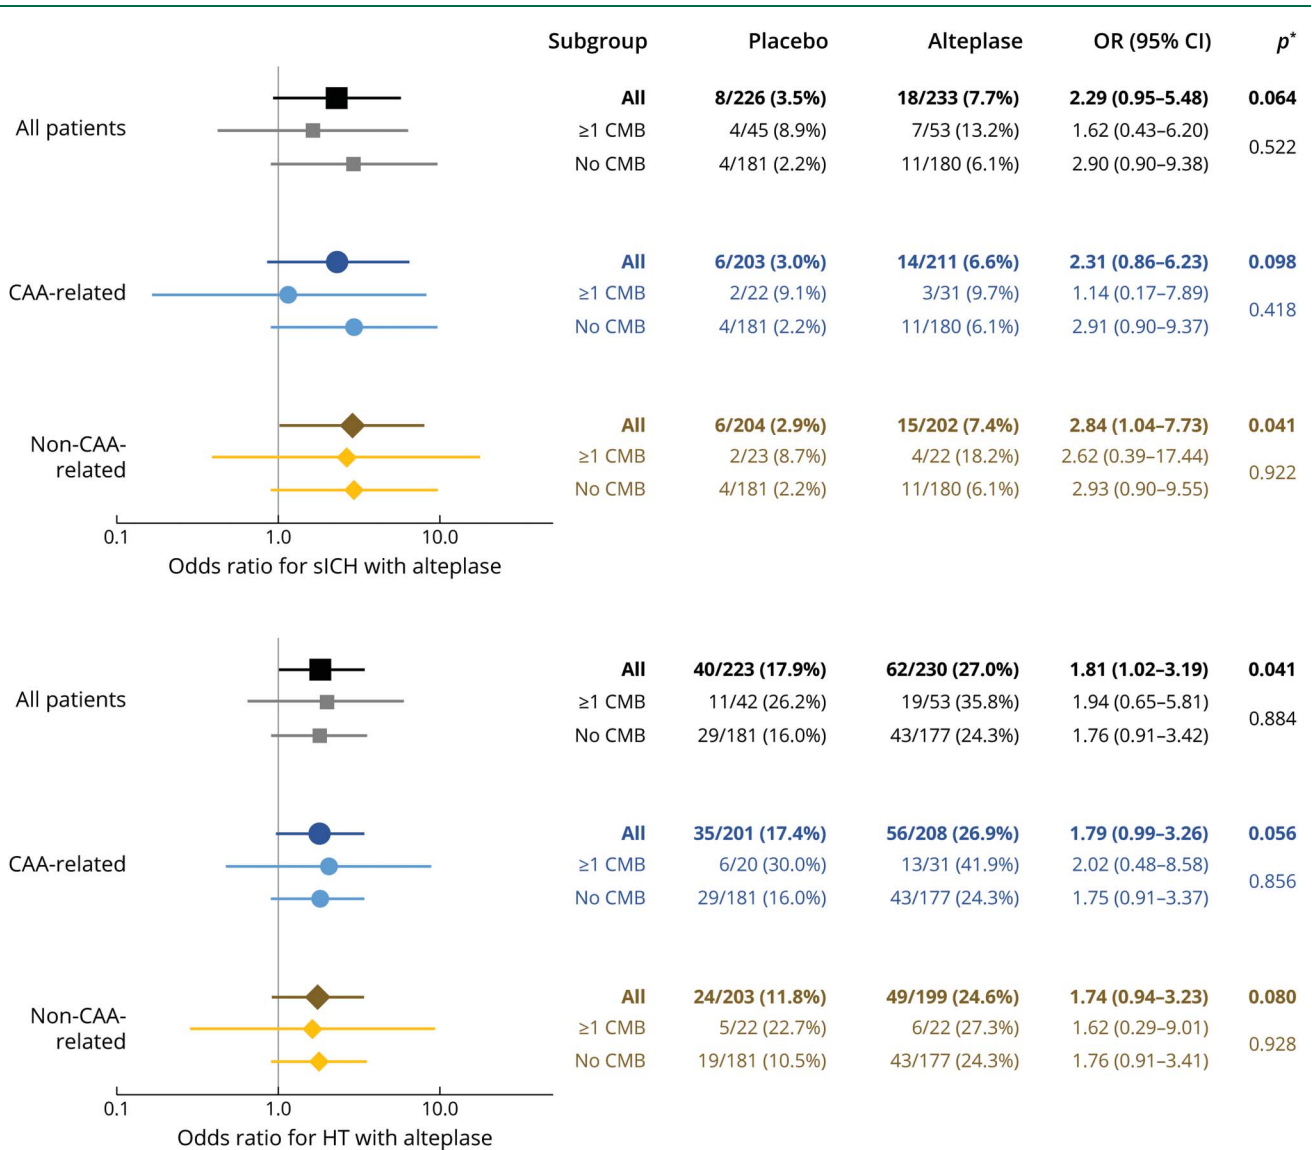 Subgroup Placebo Alteplase OR (95% CI) p*
All 8/226 (3.5%) 18/233 (7.7%) 2.29 (0.95–5.48) 0.064
All patients ≥1 CMB 4/45 (8.9%) 7/53 (13.2%) 1.62 (0.43–6.20)
0.522
No CMB 4/181 (2.2%) 11/180 (6.1%) 2.90 (0.90–9.38)
All 6/203 (3.0%) 14/211 (6.6%) 2.31 (0.86–6.23) 0.098
CAA-related ≥1 CMB 2/22 (9.1%) 3/31 (9.7%) 1.14 (0.17–7.89)
0.418
No CMB 4/181 (2.2%) 11/180 (6.1%) 2.91 (0.90–9.37)
All 6/204 (2.9%) 15/202 (7.4%) 2.84 (1.04–7.73) 0.041
Non-CAA-
related
≥1 CMB 2/23 (8.7%) 4/22 (18.2%) 2.62 (0.39–17.44)
0.922
No CMB 4/181 (2.2%) 11/180 (6.1%) 2.93 (0.90–9.55)
0.1 1.0 10.0
Odds ratio for sICH with alteplase
All 40/223 (17.9%) 62/230 (27.0%) 1.81 (1.02–3.19) 0.041
All patients ≥1 CMB 11/42 (26.2%) 19/53 (35.8%) 1.94 (0.65–5.81)
0.884
No CMB 29/181 (16.0%) 43/177 (24.3%) 1.76 (0.91–3.42)
All 35/201 (17.4%) 56/208 (26.9%) 1.79 (0.99–3.26) 0.056
CAA-related ≥1 CMB 6/20 (30.0%) 13/31 (41.9%) 2.02 (0.48–8.58)
0.856
No CMB 29/181 (16.0%) 43/177 (24.3%) 1.75 (0.91–3.37)
All 24/203 (11.8%) 49/199 (24.6%) 1.74 (0.94–3.23) 0.080
Non-CAA-
related
≥1 CMB 5/22 (22.7%) 6/22 (27.3%) 1.62 (0.29–9.01)
0.928
No CMB 19/181 (10.5%) 43/177 (24.3%) 1.76 (0.91–3.41)
0.1 1.0 10.0
Odds ratio for HT with alteplase